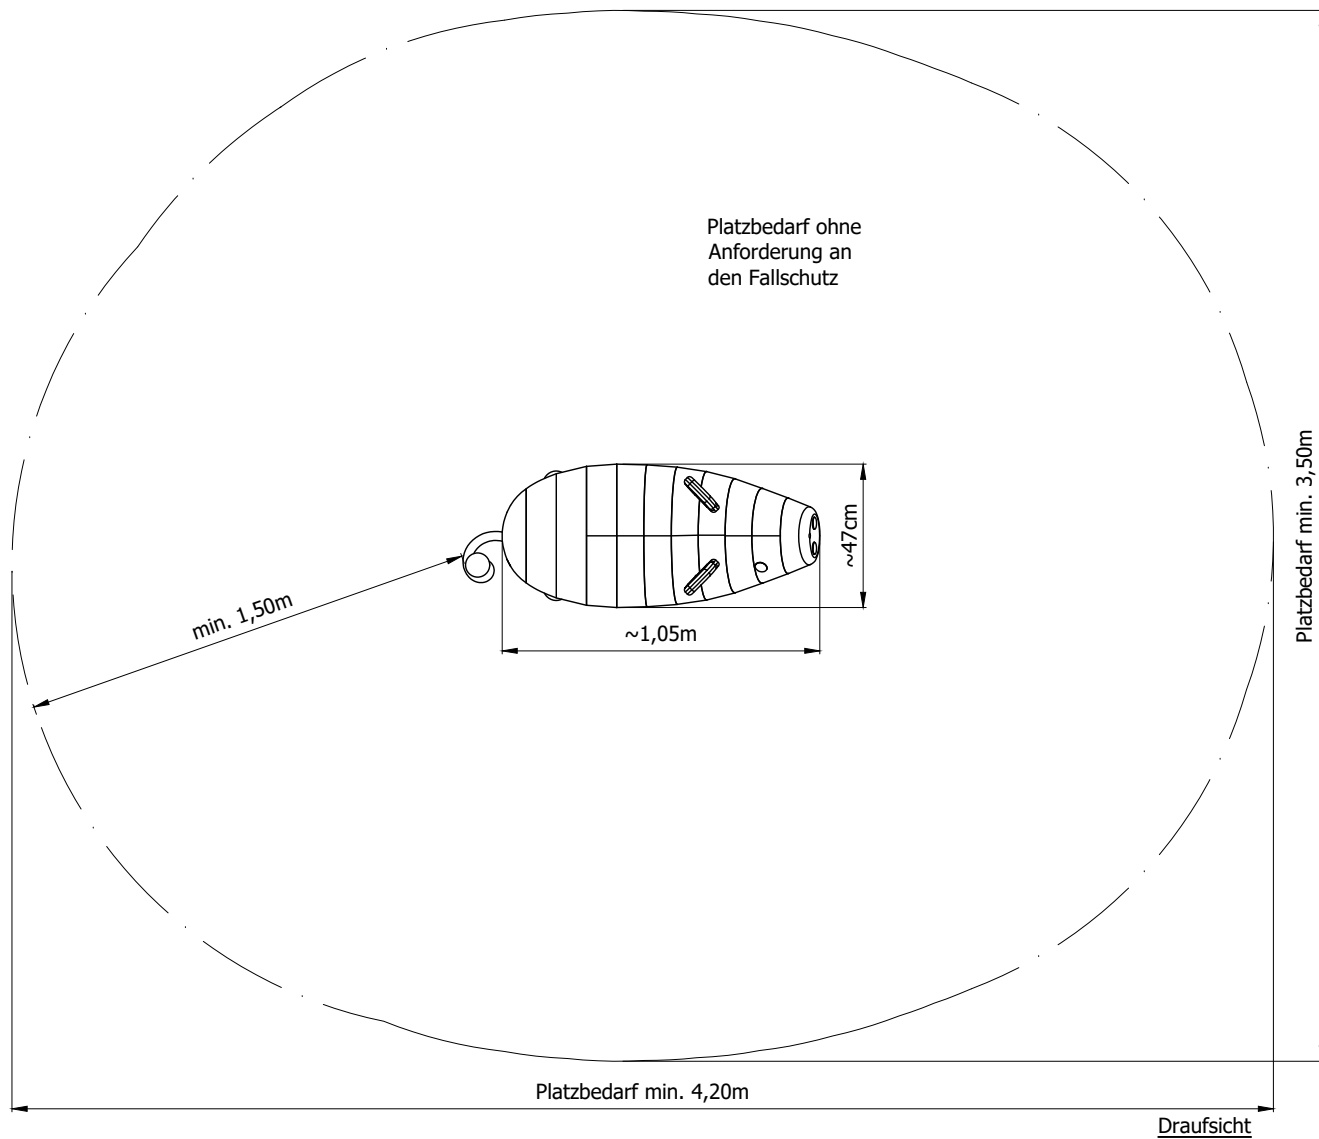 Platzbedarf ohne
Anforderung an
den Fallschutz
Platzbedarf min. 3,50m
~47cm
min. 1,50m
~1,05m
Platzbedarf min. 4,20m
Draufsicht